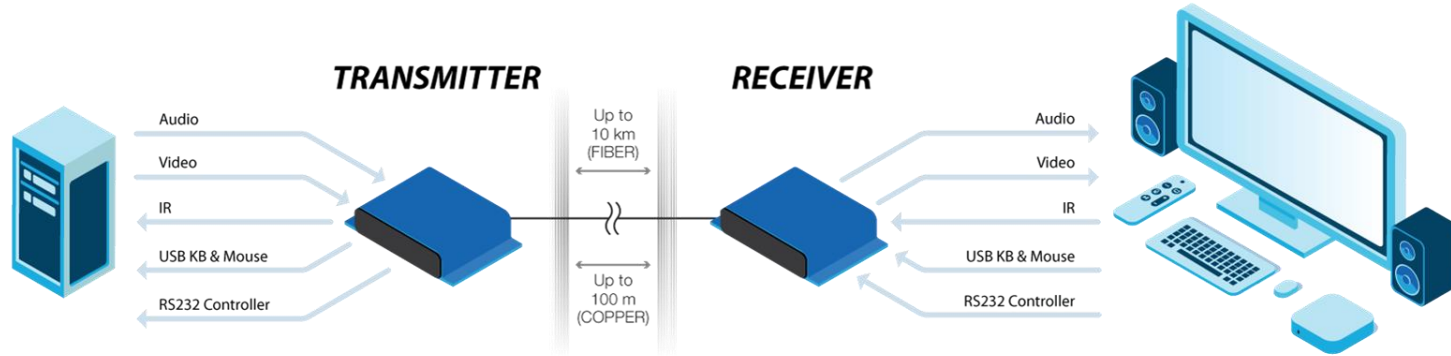 TRANSMITTER
RECEIVER
Audio
Video
IR
USB KB & Mouse
RS232 Controller
Up to
10 km
(FIBER)
Up to
100 m
(COPPER)
Audio
Video
IR
USB KB & Mouse
RS232 Controller